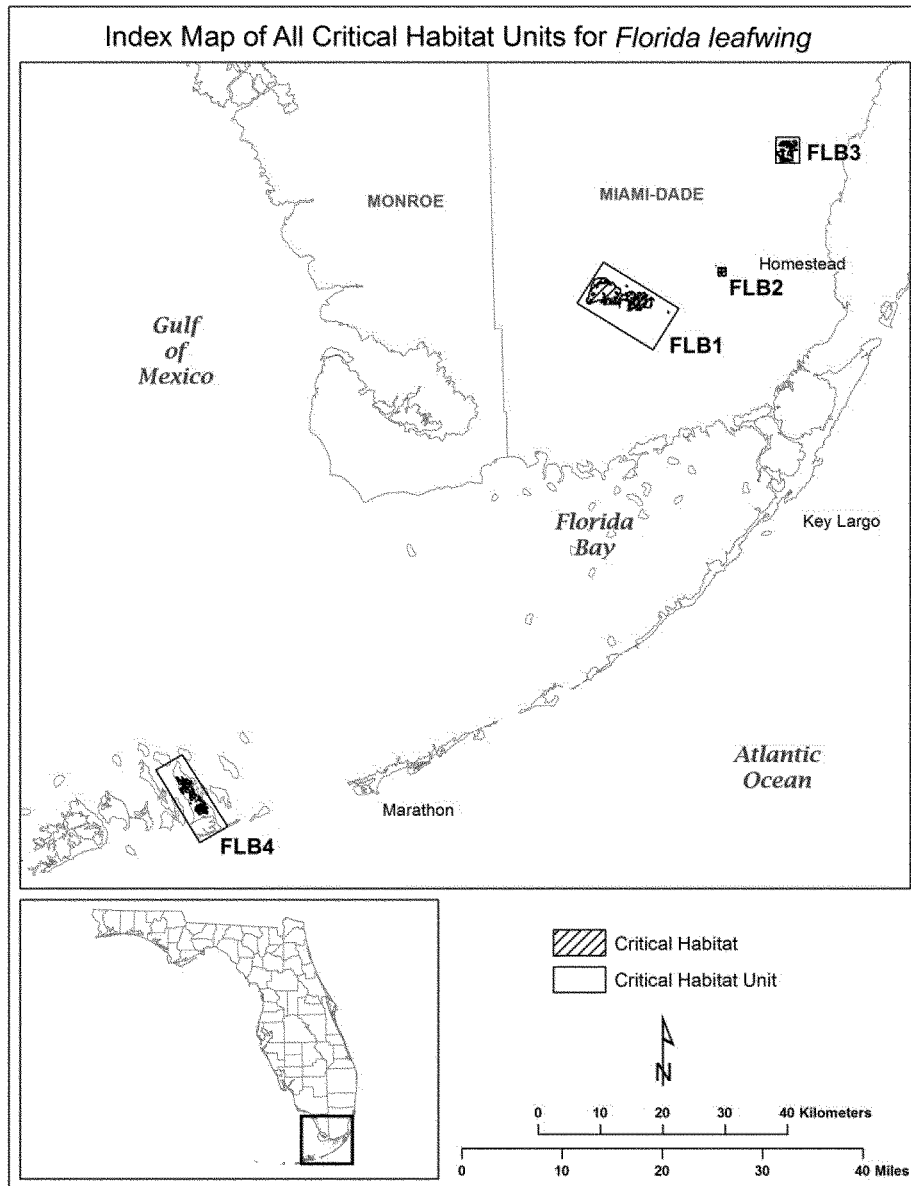 Index Map of All Critical Habitat Units for Florida leafwing
FLB3
MONROE
MIAMI-DADE
Homestead
FLB2
Gulf
of
Mexico
FLB1
Florida
Bay
Key Largo
Atlantic
Ocean
Marathon
FLB4
Critical Habitat
Critical Habitat Unit
N
0 10 20 30 40 Kilometers
0 10 20 30 40 Miles